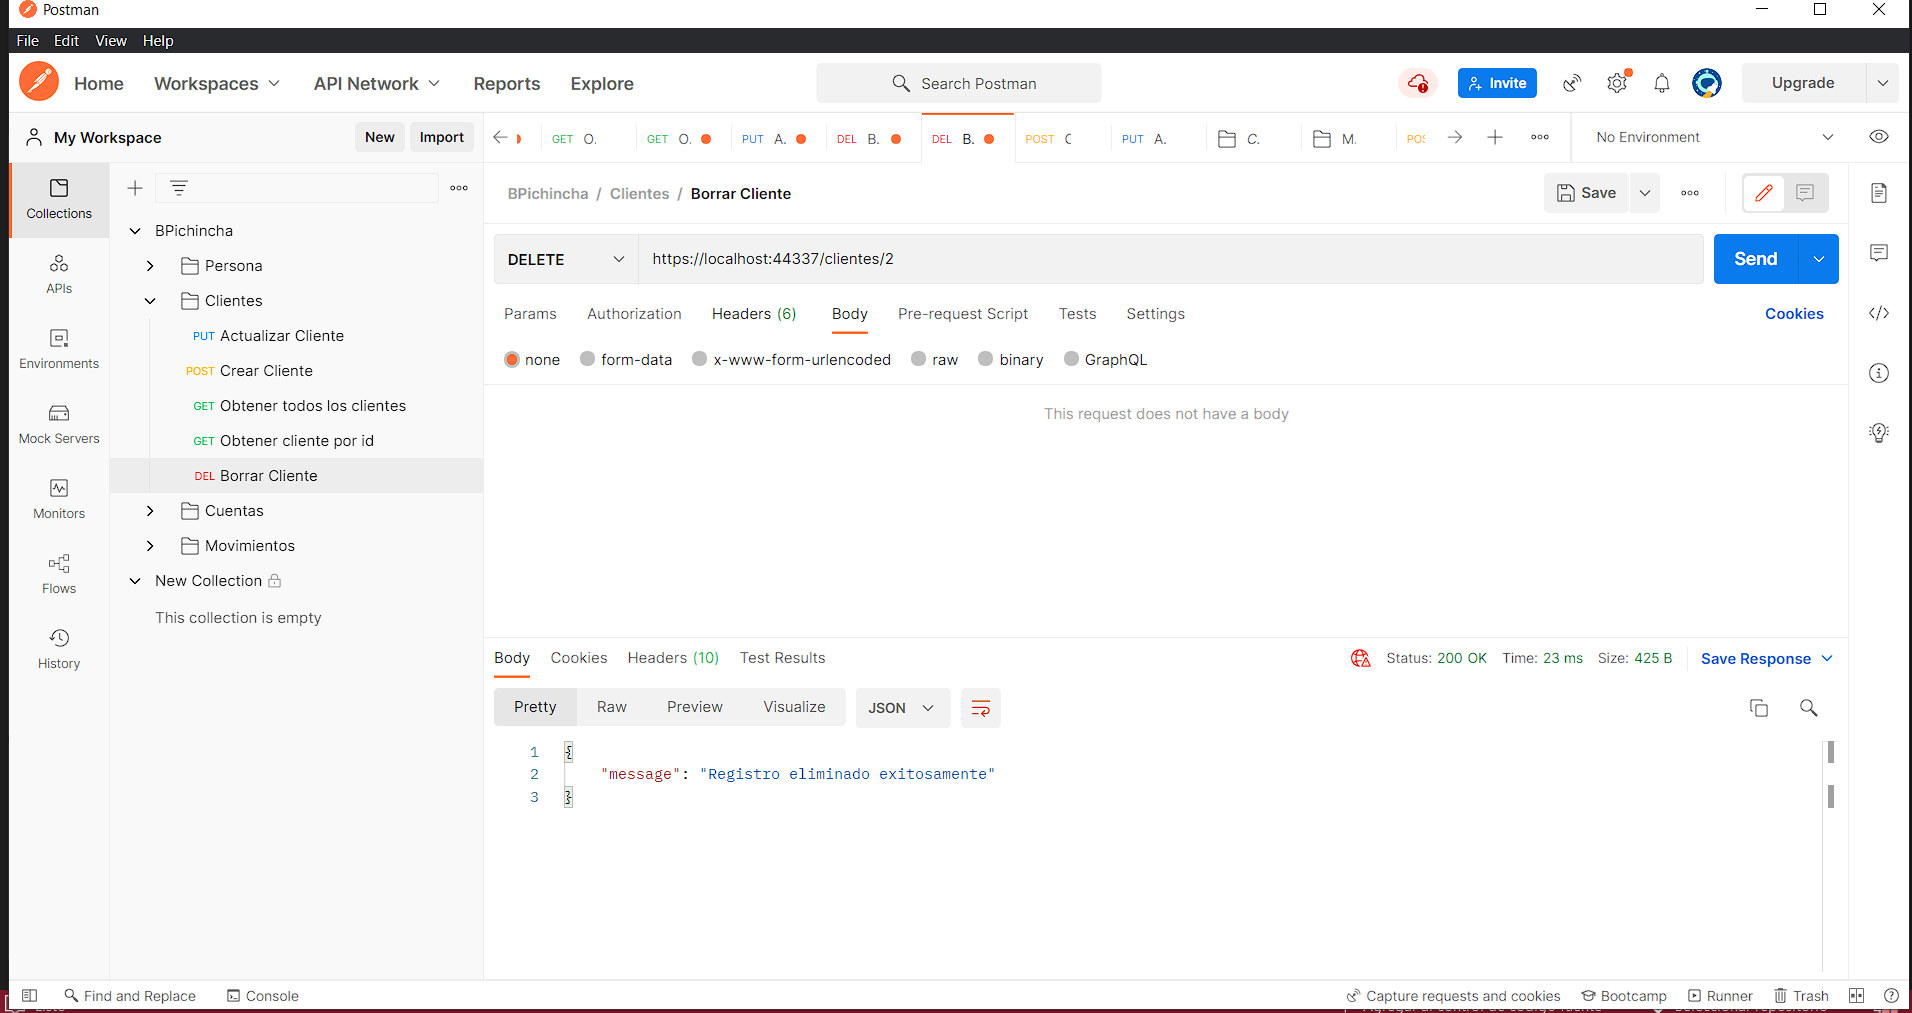 Postman
File Edit View Help
Home Workspaces API Network Reports Explore Search Postman Invite Upgrade
My Workspace New Import GET O. GET O. PUT A. DEL B. DEL B. POST C PUT A. C. M. No Environment
BPichincha / Clientes / Borrar Cliente Save
Collections
APIs
Environments
Mock Servers
Monitors
Flows
History
BPichincha
Persona
Clientes
PUT Actualizar Cliente
POST Crear Cliente
GET Obtener todos los clientes
GET Obtener cliente por id
DEL Borrar Cliente
Cuentas
Movimientos
New Collection
This collection is empty
DELETE https://localhost:44337/clientes/2 Send
Params Authorization Headers (6) Body Pre-request Script Tests Settings Cookies
none form-data x-www-form-urlencoded raw binary GraphQL
This request does not have a body
Body Cookies Headers (10) Test Results Status: 200 OK Time: 23 ms Size: 425 B Save Response
Pretty Raw Preview Visualize JSON
1 {
2 "message": "Registro eliminado exitosamente"
3 }
Find and Replace Console Capture requests and cookies Bootcamp Runner Trash